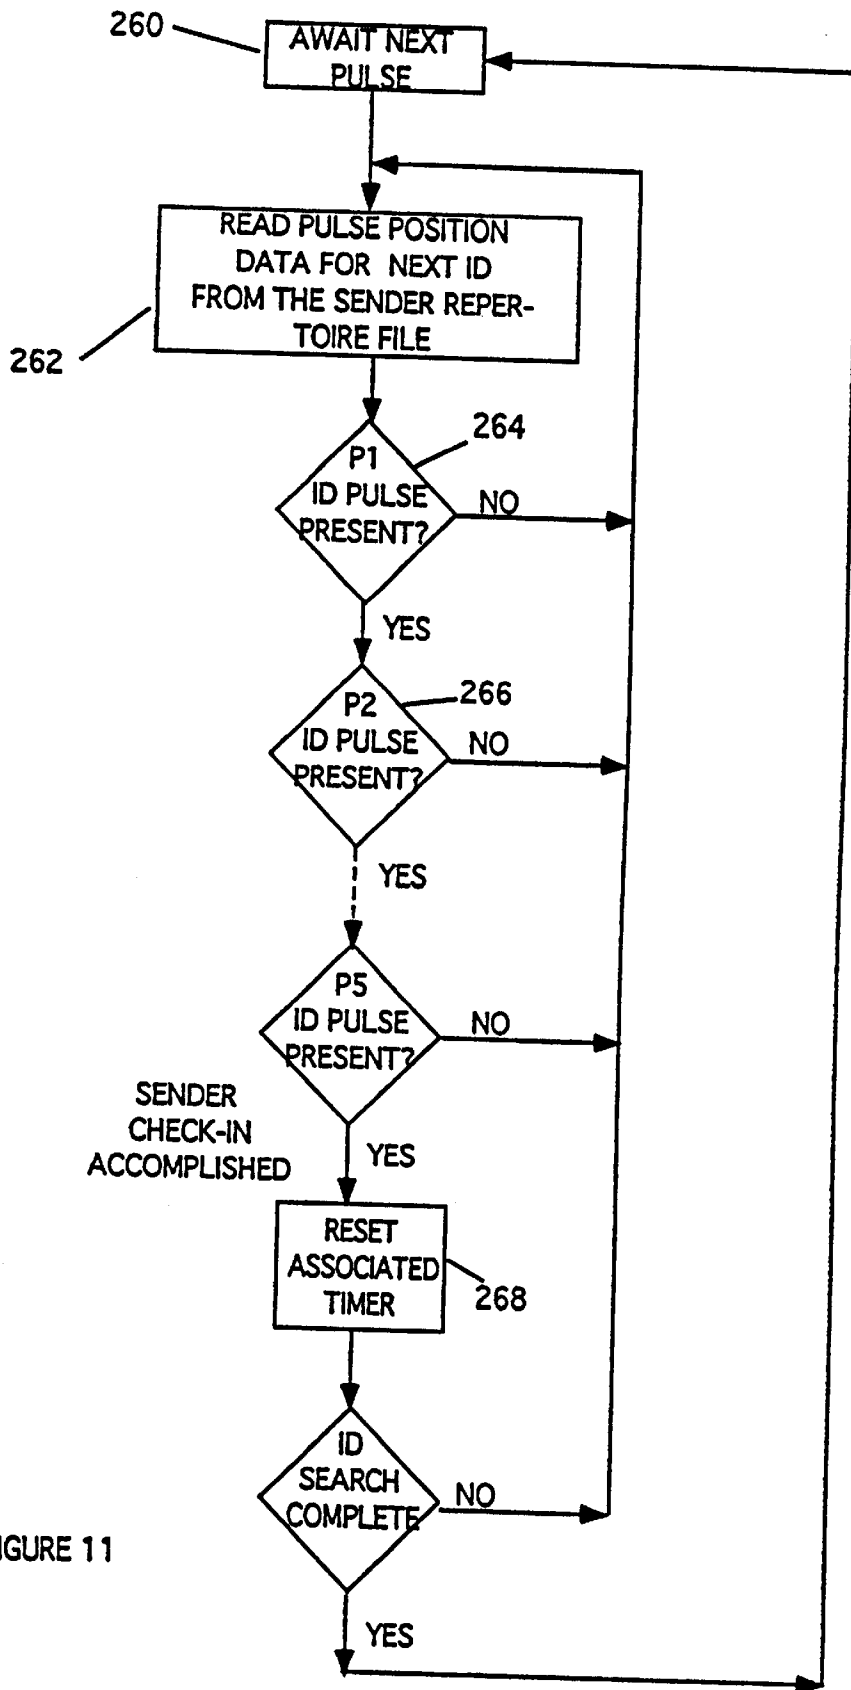 260
AWAIT NEXT
PULSE
READ PULSE POSITION
DATA FOR NEXT ID
FROM THE SENDER REPER-
TOIRE FILE
262
264
P1
ID PULSE
PRESENT?
NO
YES
266
P2
ID PULSE
PRESENT?
NO
YES
P5
ID PULSE
PRESENT?
NO
SENDER
CHECK-IN
ACCOMPLISHED
YES
RESET
ASSOCIATED
TIMER
268
ID
SEARCH
COMPLETE
NO
IGURE 11
YES